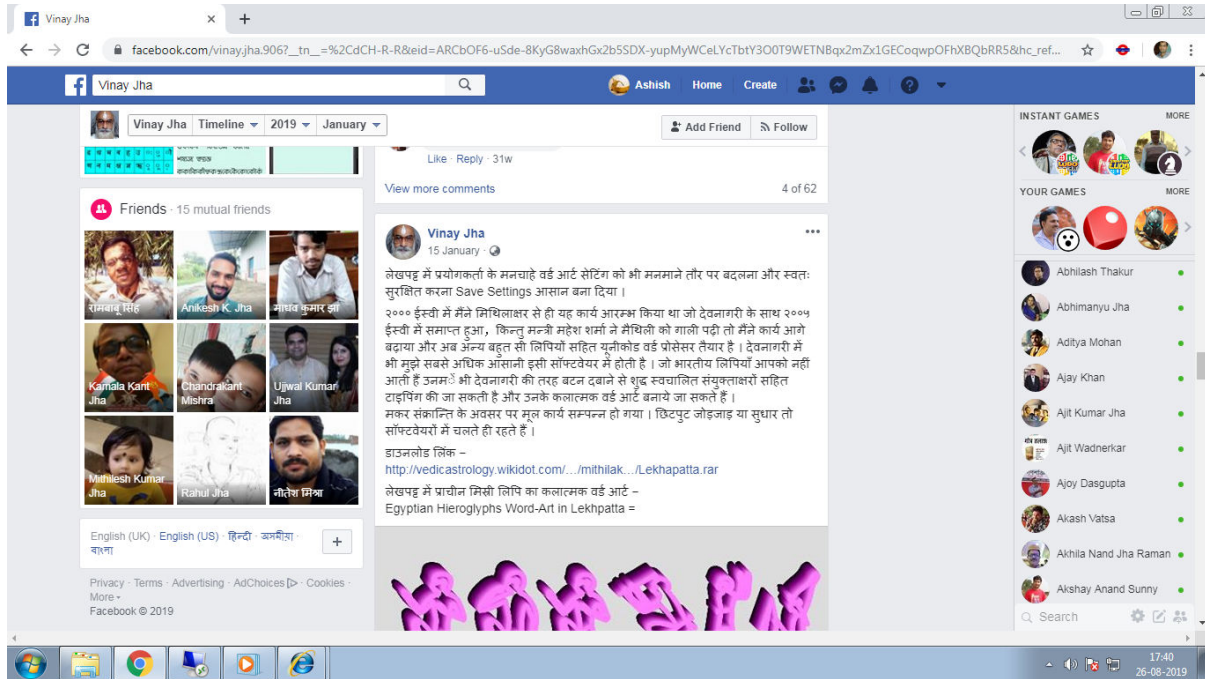 Vinay Jha
facebook.com/vinay.jha.906?__tn__=%2CdCH-R-R&eid=ARCbOF6-uSde-8KyG8waxhGx2b5SDX-yupMyWCeLYcTbtY3O0T9WETNBqx2mZx1GECoqwpOFhXBQbRR5&hc_ref...
Vinay Jha
Ashish Home Create
Vinay Jha Timeline 2019 January
Add Friend Follow
Like · Reply · 31w
View more comments 4 of 62
Friends · 15 mutual friends
रामबाबू सिंह
Anikesh K. Jha
माधव कुमार झा
Kamala Kant Jha
Chandrakant Mishra
Ujjwal Kumar Jha
Mithilesh Kumar Jha
Rahul Jha
नीतेश मिश्रा
English (UK) · English (US) · हिन्दी · অসমীয়া ·
বাংলা
Privacy · Terms · Advertising · AdChoices · Cookies ·
More
Facebook © 2019
Vinay Jha
15 January ·
लेखपट्ट में प्रयोगकर्ता के मनचाहे वर्ड आर्ट सेटिंग को भी मनमाने तौर पर बदलना और स्वतः
सुरक्षित करना Save Settings आसान बना दिया ।
२००० ईस्वी में मैंने मिथिलाक्षर से ही यह कार्य आरम्भ किया था जो देवनागरी के साथ २००५
ईस्वी में समाप्त हुआ, किन्तु मन्त्री महेश शर्मा ने मैथिली को गाली पढ़ी तो मैंने कार्य आगे
बढ़ाया और अब अन्य बहुत सी लिपियों सहित यूनीकोड वर्ड प्रोसेसर तैयार है । देवनागरी में
भी मुझे सबसे अधिक आसानी इसी सॉफ्टवेयर में होती है । जो भारतीय लिपियाँ आपको नहीं
आती हैं उनमें भी देवनागरी की तरह बटन दबाने से शुद्ध स्वचालित संयुक्ताक्षरों सहित
टाइपिंग की जा सकती है और उनके कलात्मक वर्ड आर्ट बनाये जा सकते हैं ।
मकर संक्रान्ति के अवसर पर मूल कार्य सम्पन्न हो गया । छिटपुट जोड़जाड़ या सुधार तो
सॉफ्टवेयरों में चलते ही रहते हैं ।
डाउनलोड लिंक –
http://vedicastrology.wikidot.com/…/mithilak…/Lekhapatta.rar
लेखपट्ट में प्राचीन मिस्री लिपि का कलात्मक वर्ड आर्ट –
Egyptian Hieroglyphs Word-Art in Lekhpatta =
INSTANT GAMES MORE
YOUR GAMES MORE
Abhilash Thakur
Abhimanyu Jha
Aditya Mohan
Ajay Khan
Ajit Kumar Jha
Ajit Wadnerkar
Ajoy Dasgupta
Akash Vatsa
Akhila Nand Jha Raman
Akshay Anand Sunny
Search
17:40
26-08-2019